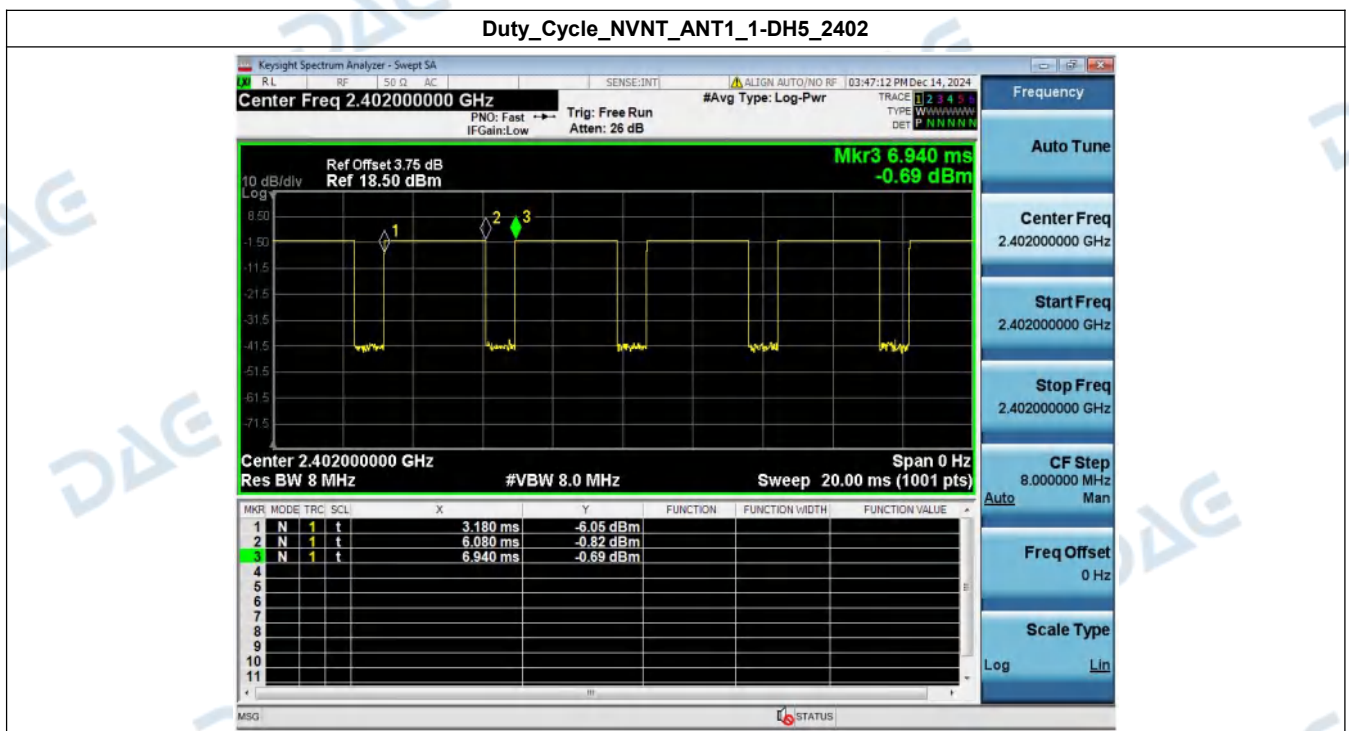 Duty_Cycle_NVNT_ANT1_1-DH5_2402
Keysight Spectrum Analyzer - Swept SA
LXI RL RF 50 Ω AC SENSE:INT ALIGN AUTO/NO RF 03:47:12 PM Dec 14, 2024
Center Freq 2.402000000 GHz
PNO: Fast
IFGain:Low
Trig: Free Run
Atten: 26 dB
#Avg Type: Log-Pwr
TRACE 1 2 3 4 5 6
TYPE WWWWWW
DET P N N N N N
Ref Offset 3.75 dB
Ref 18.50 dBm
10 dB/div
Log
Mkr3 6.940 ms
-0.69 dBm
8.50
-1.50
-11.5
-21.5
-31.5
-41.5
-51.5
-61.5
-71.5
1
2
3
Center 2.402000000 GHz Span 0 Hz
Res BW 8 MHz #VBW 8.0 MHz Sweep 20.00 ms (1001 pts)
MKR MODE TRC SCL X Y FUNCTION FUNCTION WIDTH FUNCTION VALUE
1 N 1 t 3.180 ms -6.05 dBm
2 N 1 t 6.080 ms -0.82 dBm
3 N 1 t 6.940 ms -0.69 dBm
4
5
6
7
8
9
10
11
MSG STATUS
Frequency
Auto Tune
Center Freq
2.402000000 GHz
Start Freq
2.402000000 GHz
Stop Freq
2.402000000 GHz
CF Step
8.000000 MHz
Auto Man
Freq Offset
0 Hz
Scale Type
Log Lin
DAG